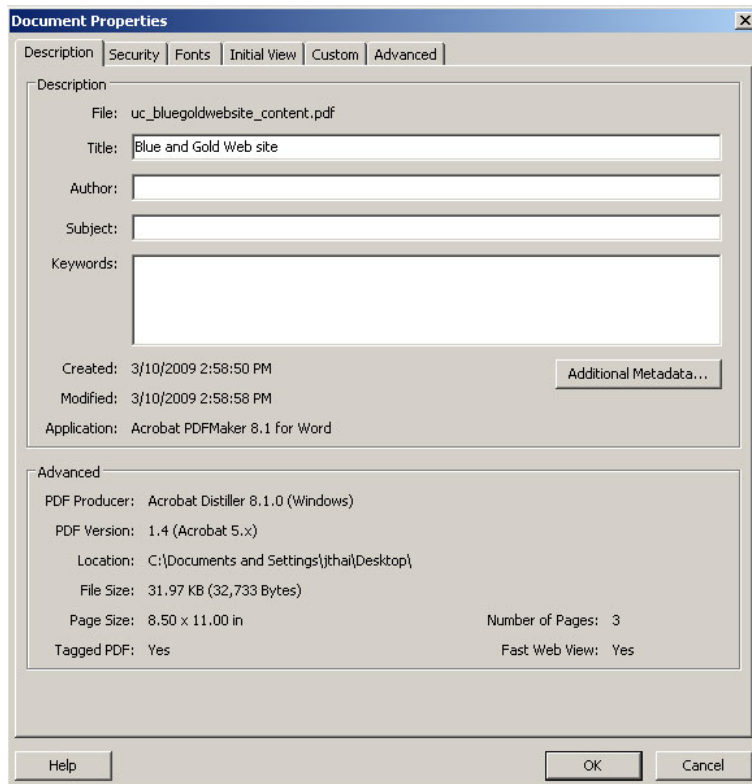 Document Properties
Description Security Fonts Initial View Custom Advanced
Description
File: uc_bluegoldwebsite_content.pdf
Title: Blue and Gold Web site
Author:
Subject:
Keywords:
Created: 3/10/2009 2:58:50 PM
Additional Metadata...
Modified: 3/10/2009 2:58:58 PM
Application: Acrobat PDFMaker 8.1 for Word
Advanced
PDF Producer: Acrobat Distiller 8.1.0 (Windows)
PDF Version: 1.4 (Acrobat 5.x)
Location: C:\Documents and Settings\jthai\Desktop\
File Size: 31.97 KB (32,733 Bytes)
Page Size: 8.50 x 11.00 in Number of Pages: 3
Tagged PDF: Yes Fast Web View: Yes
Help OK Cancel